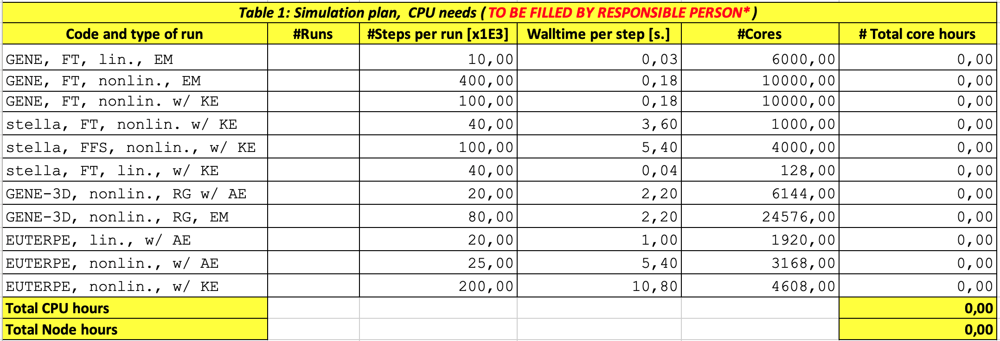 Table 1: Simulation plan, CPU needs ( TO BE FILLED BY RESPONSIBLE PERSON* )
Code and type of run #Runs #Steps per run [x1E3] Walltime per step [s.] #Cores # Total core hours
GENE, FT, lin., EM 10,00 0,03 6000,00 0,00
GENE, FT, nonlin., EM 400,00 0,18 10000,00 0,00
GENE, FT, nonlin. w/ KE 100,00 0,18 10000,00 0,00
stella, FT, nonlin. w/ KE 40,00 3,60 1000,00 0,00
stella, FFS, nonlin., w/ KE 100,00 5,40 4000,00 0,00
stella, FT, lin., w/ KE 40,00 0,04 128,00 0,00
GENE-3D, nonlin., RG w/ AE 20,00 2,20 6144,00 0,00
GENE-3D, nonlin., RG, EM 80,00 2,20 24576,00 0,00
EUTERPE, lin., w/ AE 20,00 1,00 1920,00 0,00
EUTERPE, nonlin., w/ AE 25,00 5,40 3168,00 0,00
EUTERPE, nonlin., w/ KE 200,00 10,80 4608,00 0,00
Total CPU hours 0,00
Total Node hours 0,00